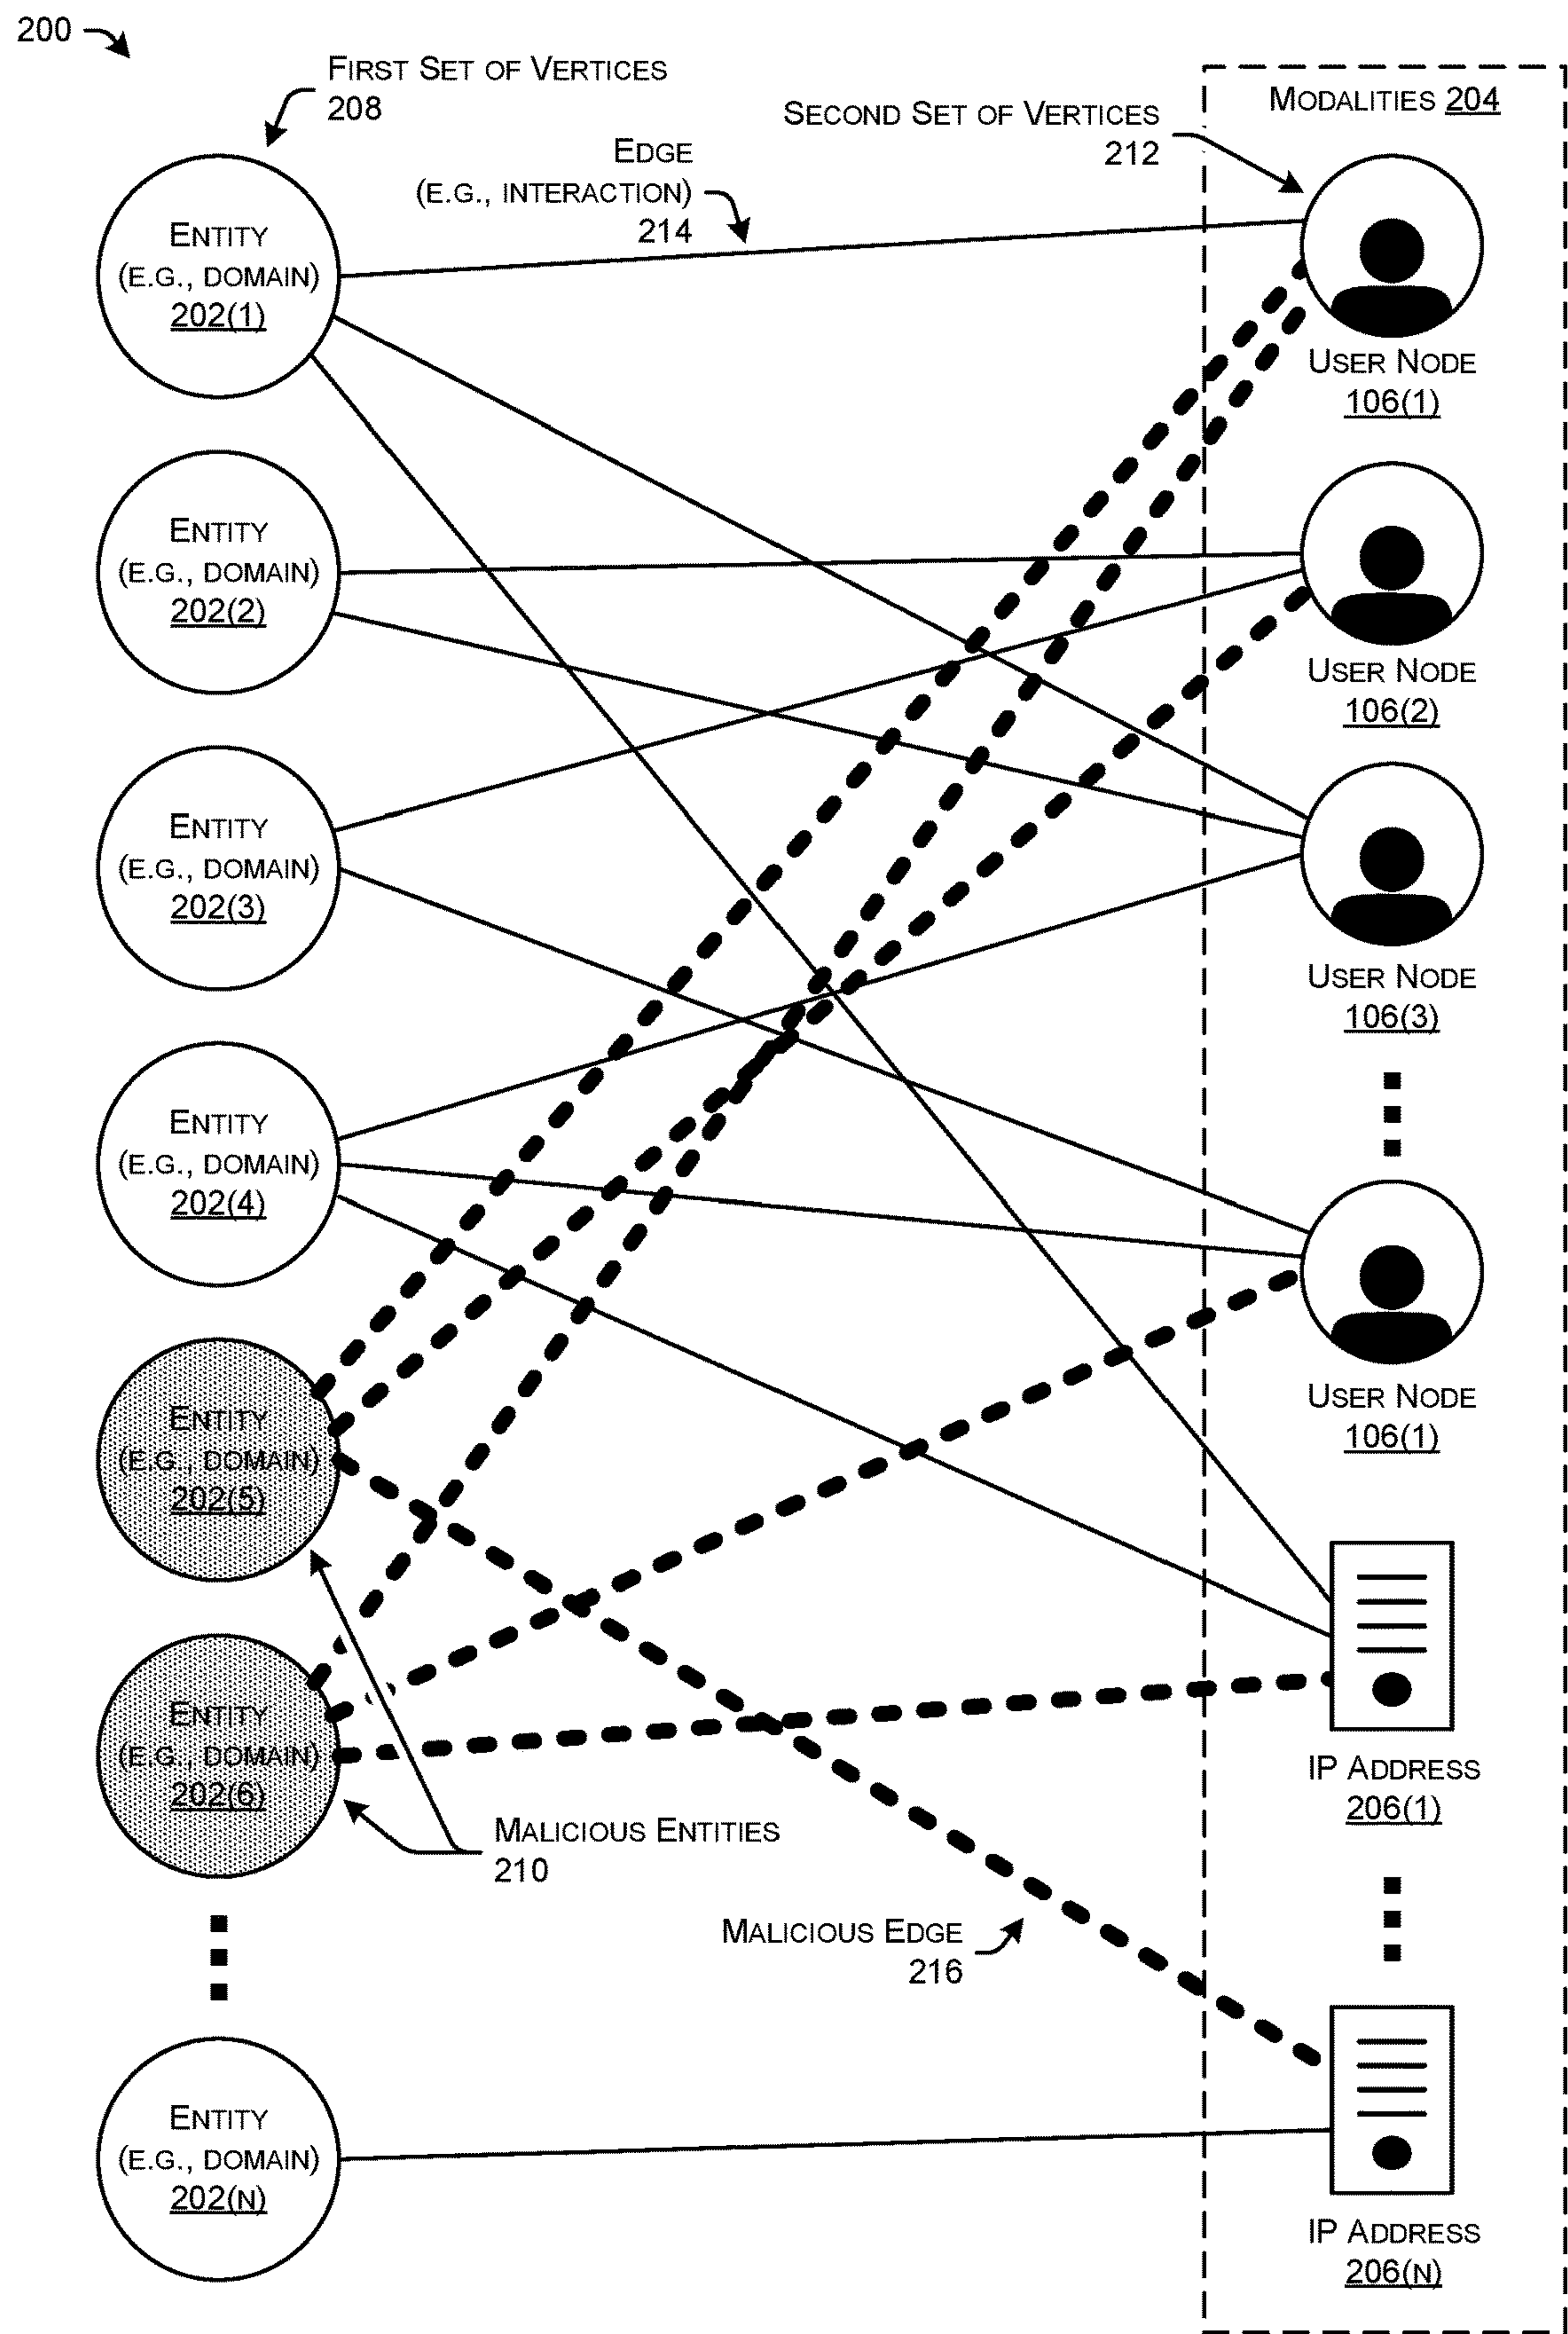 200
First Set of Vertices
208
Second Set of Vertices
212
Modalities 204
Edge
(e.g., interaction)
214
Entity
(e.g., domain)
202(1)
User Node
106(1)
Entity
(e.g., domain)
202(2)
User Node
106(2)
Entity
(e.g., domain)
202(3)
User Node
106(3)
Entity
(e.g., domain)
202(4)
User Node
106(1)
Entity
(e.g., domain)
202(5)
Entity
(e.g., domain)
202(6)
IP Address
206(1)
Malicious Entities
210
Malicious Edge
216
Entity
(e.g., domain)
202(n)
IP Address
206(n)